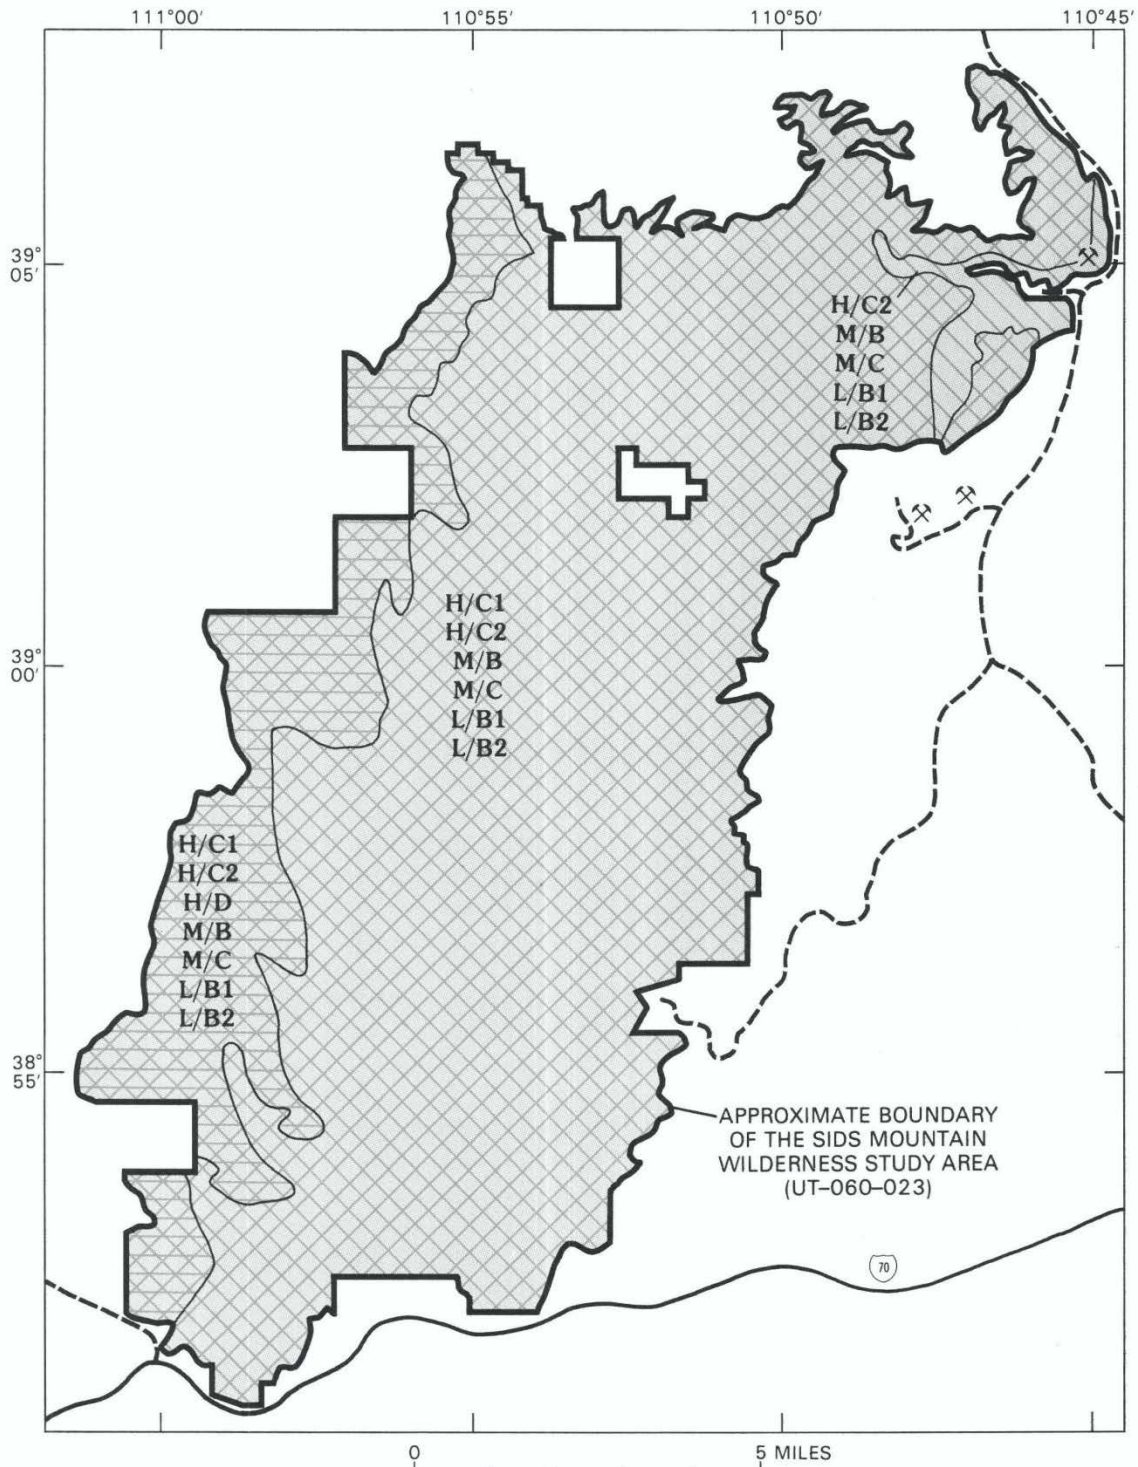 111°00′ 110°55′ 110°50′ 110°45′
39°
05′
H/C2
M/B
M/C
L/B1
L/B2
39°
00′
H/C1
H/C2
M/B
M/C
L/B1
L/B2
H/C1
H/C2
H/D
M/B
M/C
L/B1
L/B2
38°
55′
APPROXIMATE BOUNDARY
OF THE SIDS MOUNTAIN
WILDERNESS STUDY AREA
(UT–060–023)
70
0 5 MILES